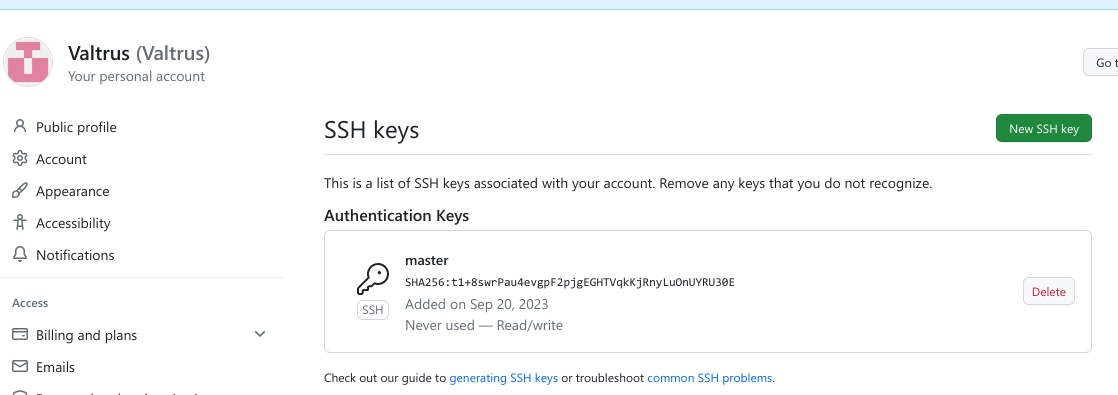 Valtrus (Valtrus)
Your personal account
Go t
Public profile
Account
Appearance
Accessibility
Notifications
Access
Billing and plans
Emails
SSH keys
New SSH key
This is a list of SSH keys associated with your account. Remove any keys that you do not recognize.
Authentication Keys
master
SHA256:t1+8swrPau4evgpF2pjgEGHTVqkKjRnyLuOnUYRU30E
SSH
Added on Sep 20, 2023
Never used — Read/write
Delete
Check out our guide to generating SSH keys or troubleshoot common SSH problems.